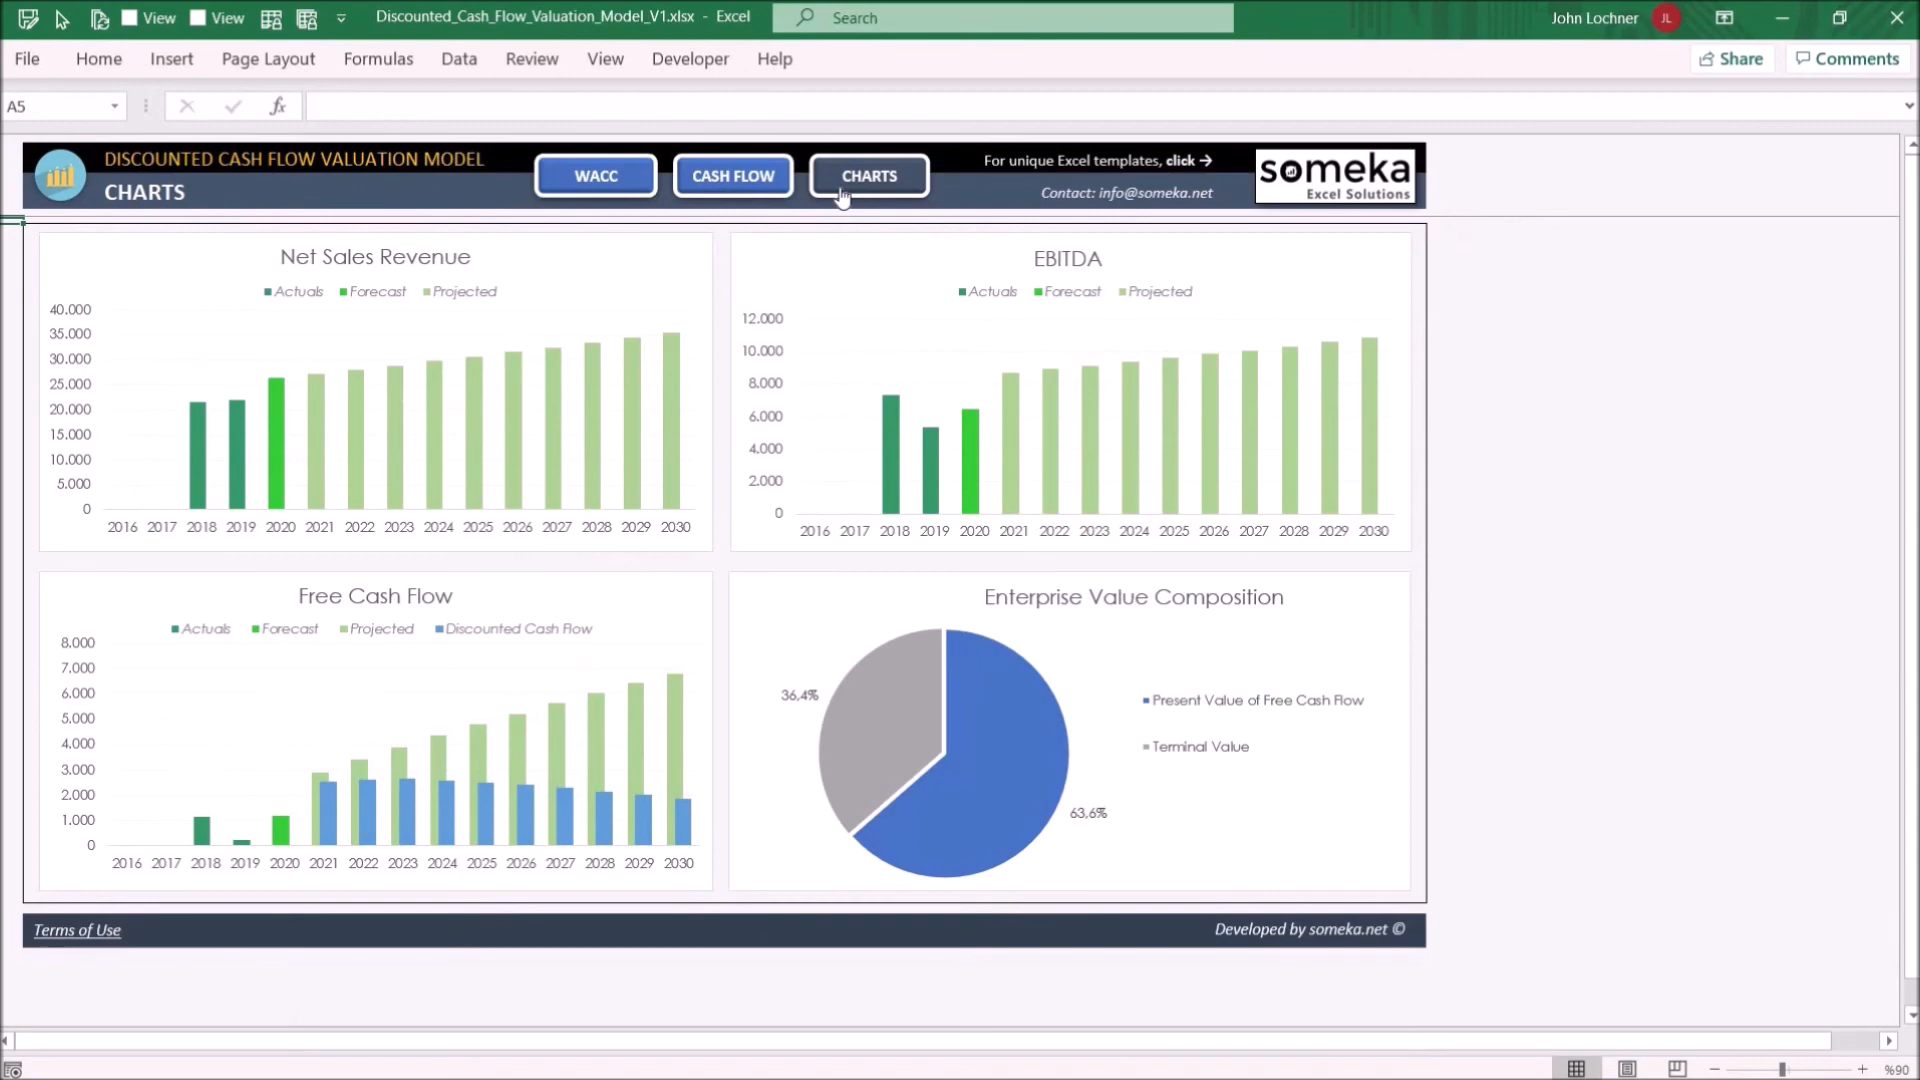 View View Discounted_Cash_Flow_Valuation_Model_V1.xlsx - Excel Search John Lochner JL
File Home Insert Page Layout Formulas Data Review View Developer Help Share Comments
A5 fx
DISCOUNTED CASH FLOW VALUATION MODEL
CHARTS
WACC CASH FLOW CHARTS
For unique Excel templates, click →
Contact: info@someka.net
someka
Excel Solutions
Net Sales Revenue
Actuals Forecast Projected
40.000
35.000
30.000
25.000
20.000
15.000
10.000
5.000
0
2016 2017 2018 2019 2020 2021 2022 2023 2024 2025 2026 2027 2028 2029 2030
EBITDA
Actuals Forecast Projected
12.000
10.000
8.000
6.000
4.000
2.000
0
2016 2017 2018 2019 2020 2021 2022 2023 2024 2025 2026 2027 2028 2029 2030
Free Cash Flow
Actuals Forecast Projected Discounted Cash Flow
8.000
7.000
6.000
5.000
4.000
3.000
2.000
1.000
0
2016 2017 2018 2019 2020 2021 2022 2023 2024 2025 2026 2027 2028 2029 2030
Enterprise Value Composition
36,4%
63,6%
Present Value of Free Cash Flow
Terminal Value
Terms of Use
Developed by someka.net ©
%90